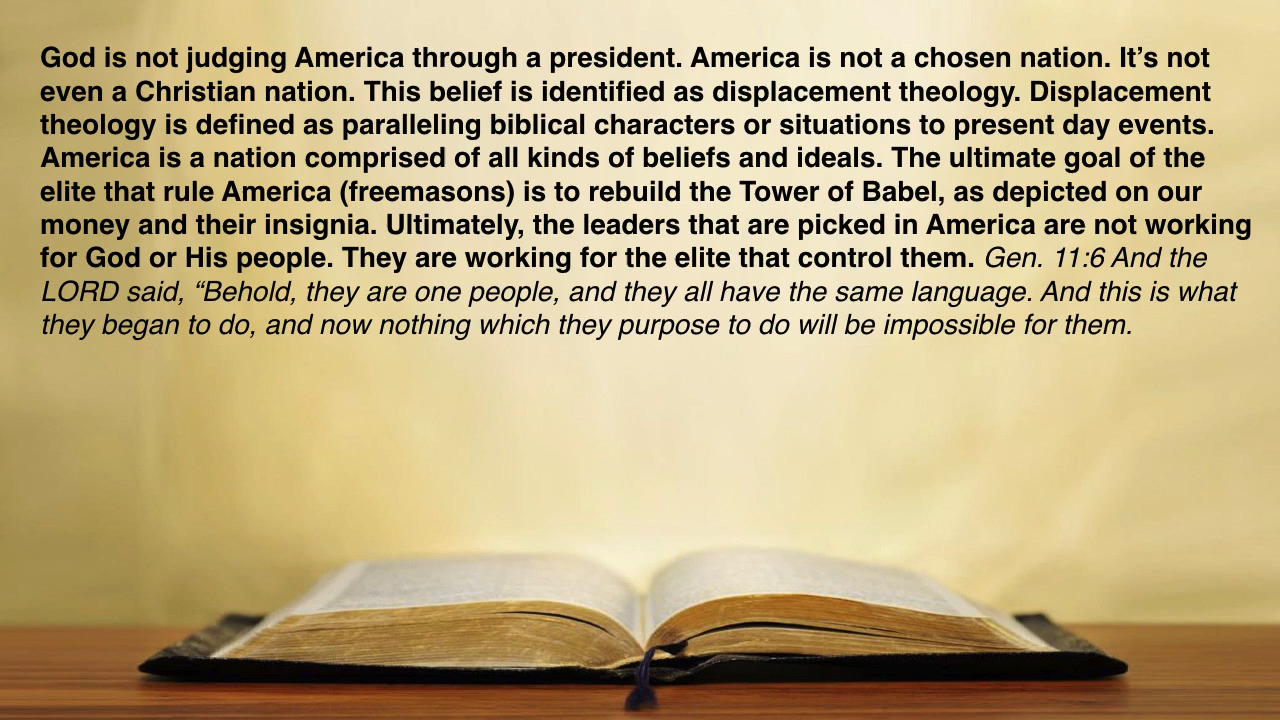 God is not judging America through a president. America is not a chosen nation. It’s not
even a Christian nation. This belief is identified as displacement theology. Displacement
theology is defined as paralleling biblical characters or situations to present day events.
America is a nation comprised of all kinds of beliefs and ideals. The ultimate goal of the
elite that rule America (freemasons) is to rebuild the Tower of Babel, as depicted on our
money and their insignia. Ultimately, the leaders that are picked in America are not working
for God or His people. They are working for the elite that control them. Gen. 11:6 And the
LORD said, “Behold, they are one people, and they all have the same language. And this is what
they began to do, and now nothing which they purpose to do will be impossible for them.